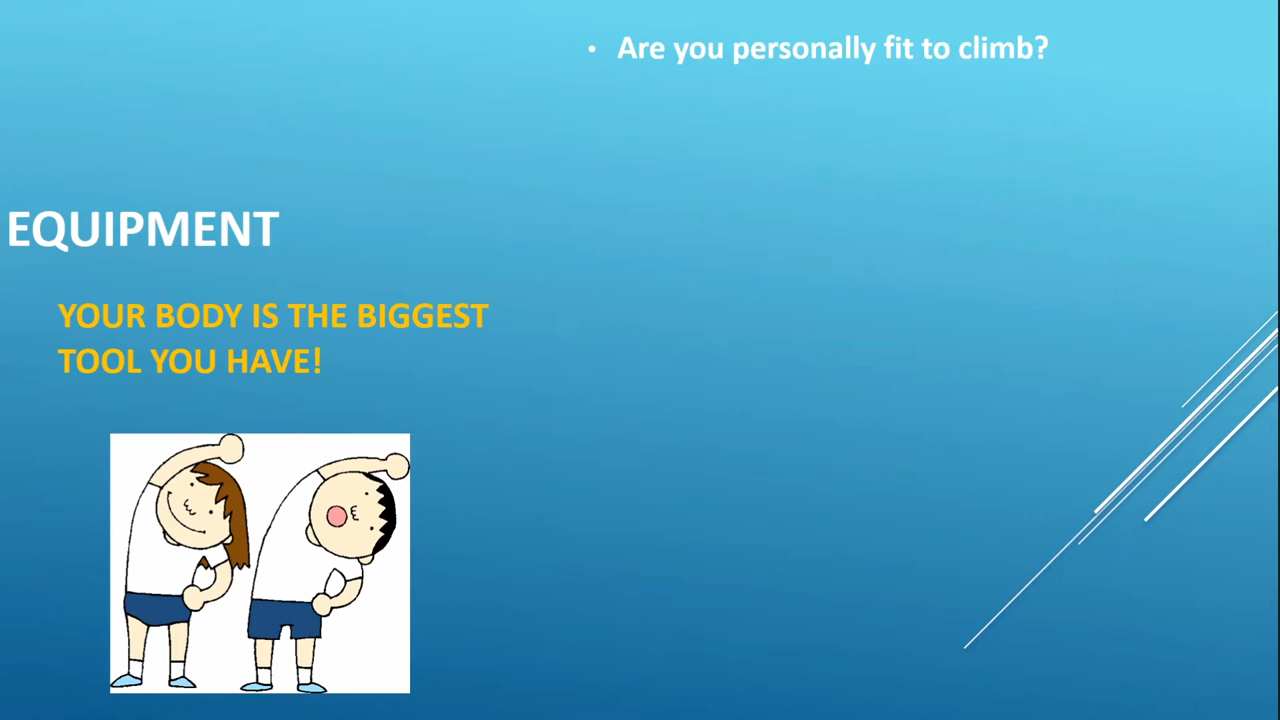 • Are you personally fit to climb?
EQUIPMENT
YOUR BODY IS THE BIGGEST
TOOL YOU HAVE!